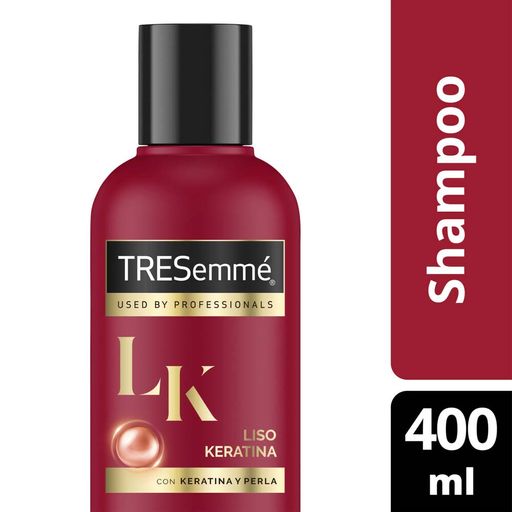 TRESemmé®
USED BY PROFESSIONALS
LK
LISO
KERATINA
CON KERATINA Y PERLA
Shampoo
400
ml